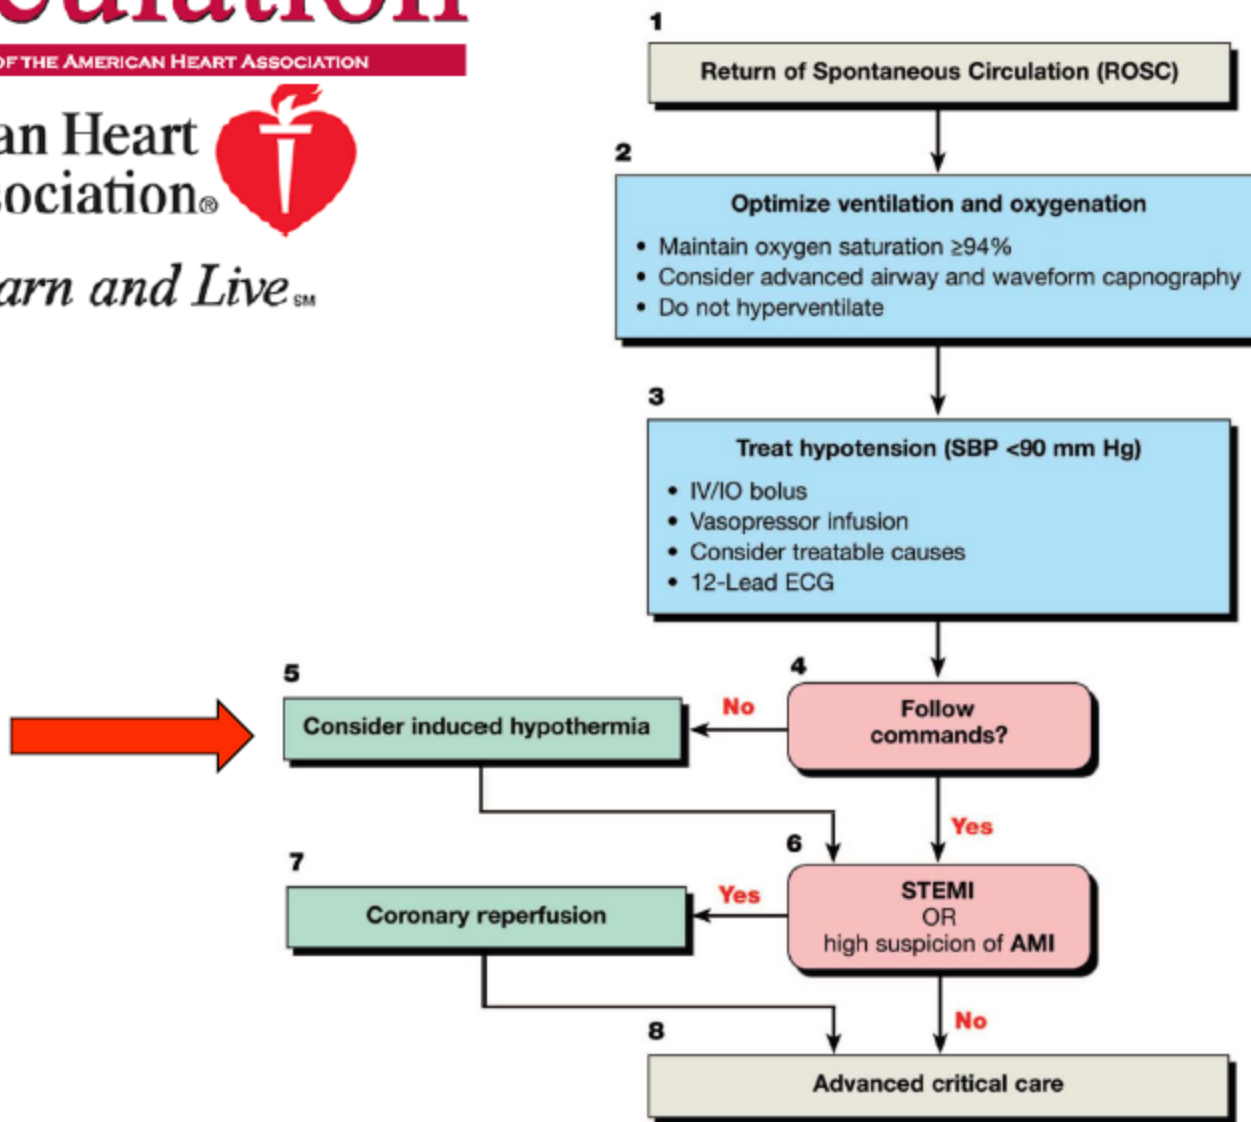 OF THE AMERICAN HEART ASSOCIATION
an Heart
sociation®
arn and Live SM
1
Return of Spontaneous Circulation (ROSC)
2
Optimize ventilation and oxygenation
• Maintain oxygen saturation ≥94%
• Consider advanced airway and waveform capnography
• Do not hyperventilate
3
Treat hypotension (SBP <90 mm Hg)
• IV/IO bolus
• Vasopressor infusion
• Consider treatable causes
• 12-Lead ECG
4
Follow
commands?
No
5
Consider induced hypothermia
Yes
6
STEMI
OR
high suspicion of AMI
Yes
7
Coronary reperfusion
No
8
Advanced critical care